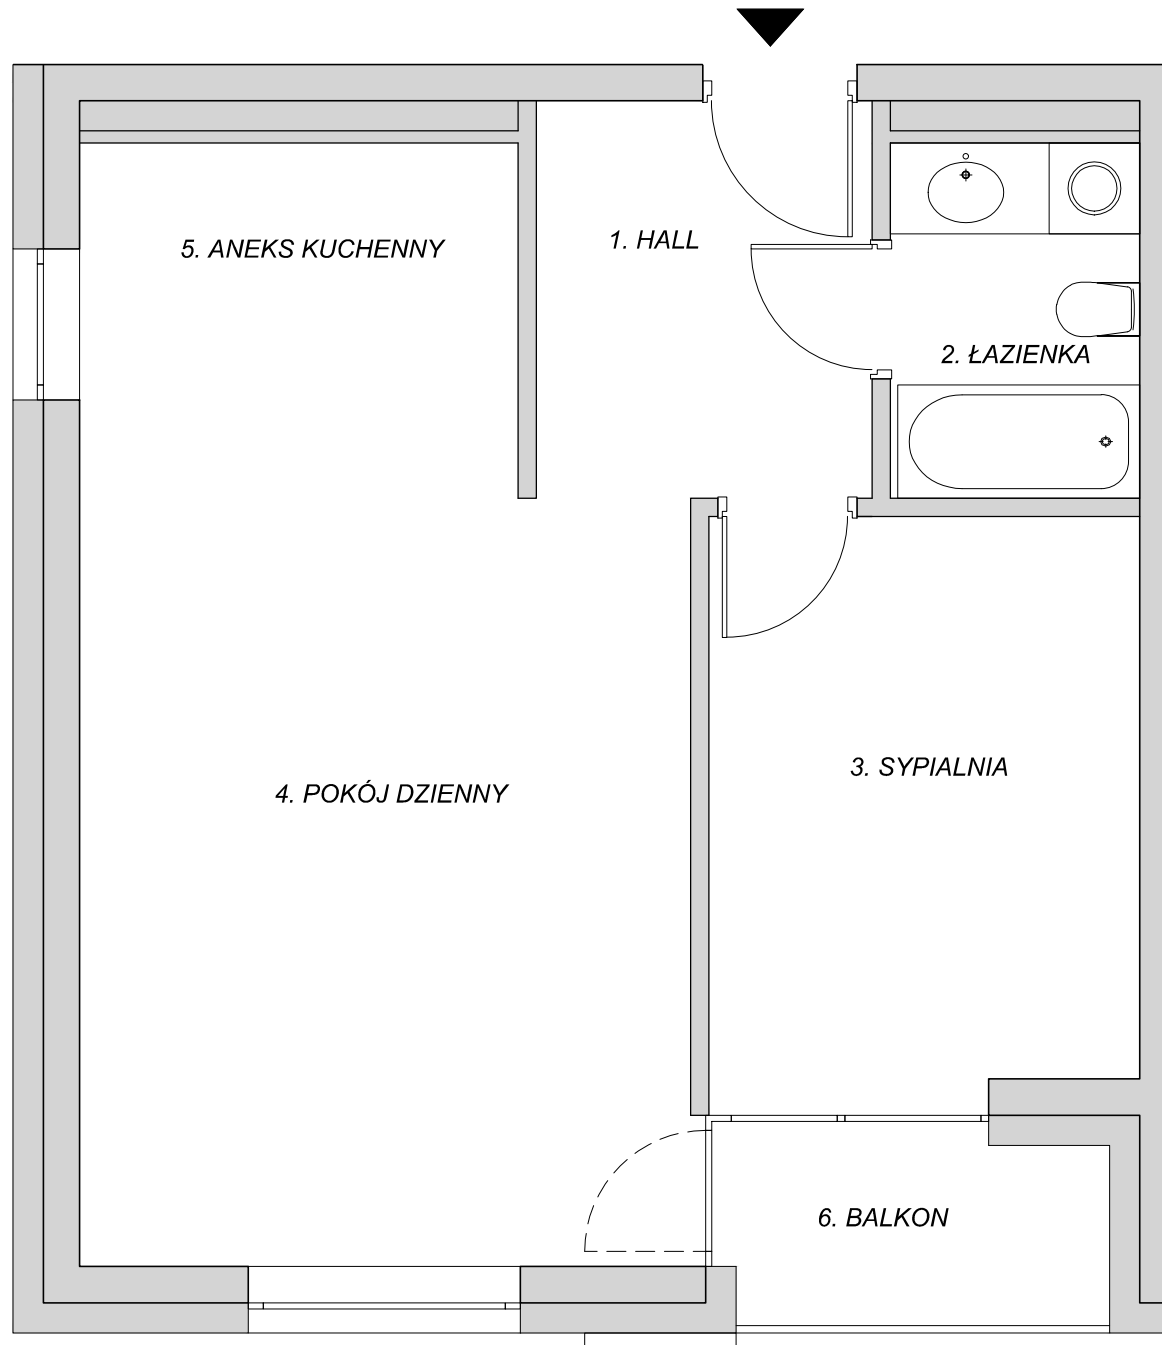 1. HALL
5. ANEKS KUCHENNY
2. ŁAZIENKA
3. SYPIALNIA
4. POKÓJ DZIENNY
6. BALKON